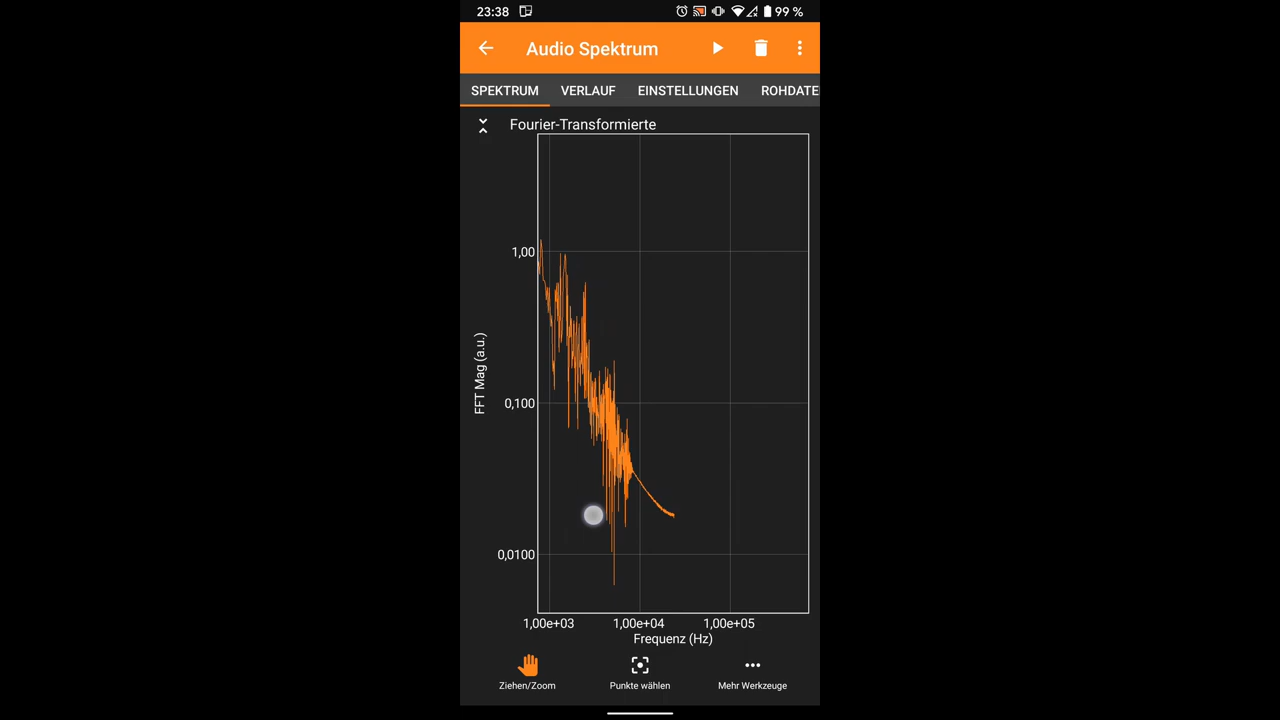 23:38 99 %
Audio Spektrum
SPEKTRUM VERLAUF EINSTELLUNGEN ROHDATE
Fourier-Transformierte
1,00
0,100
0,0100
FFT Mag (a.u.)
1,00e+03 1,00e+04 1,00e+05
Frequenz (Hz)
Ziehen/Zoom Punkte wählen Mehr Werkzeuge